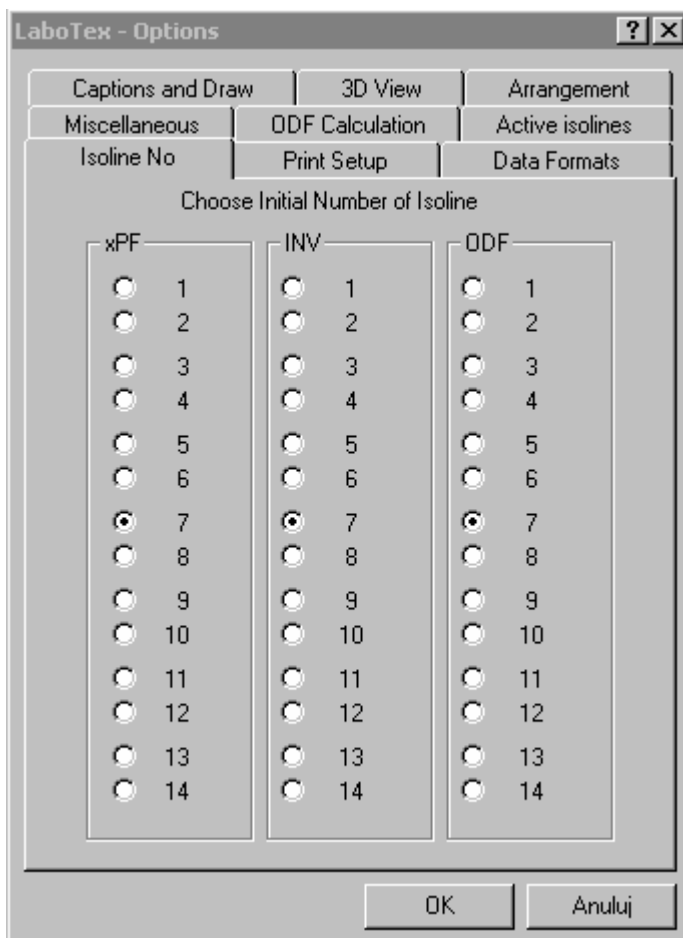 LaboTex - Options
Captions and Draw 3D View Arrangement
Miscellaneous ODF Calculation Active isolines
Isoline No Print Setup Data Formats
Choose Initial Number of Isoline
xPF INV ODF
1 1 1
2 2 2
3 3 3
4 4 4
5 5 5
6 6 6
7 7 7
8 8 8
9 9 9
10 10 10
11 11 11
12 12 12
13 13 13
14 14 14
OK Anuluj